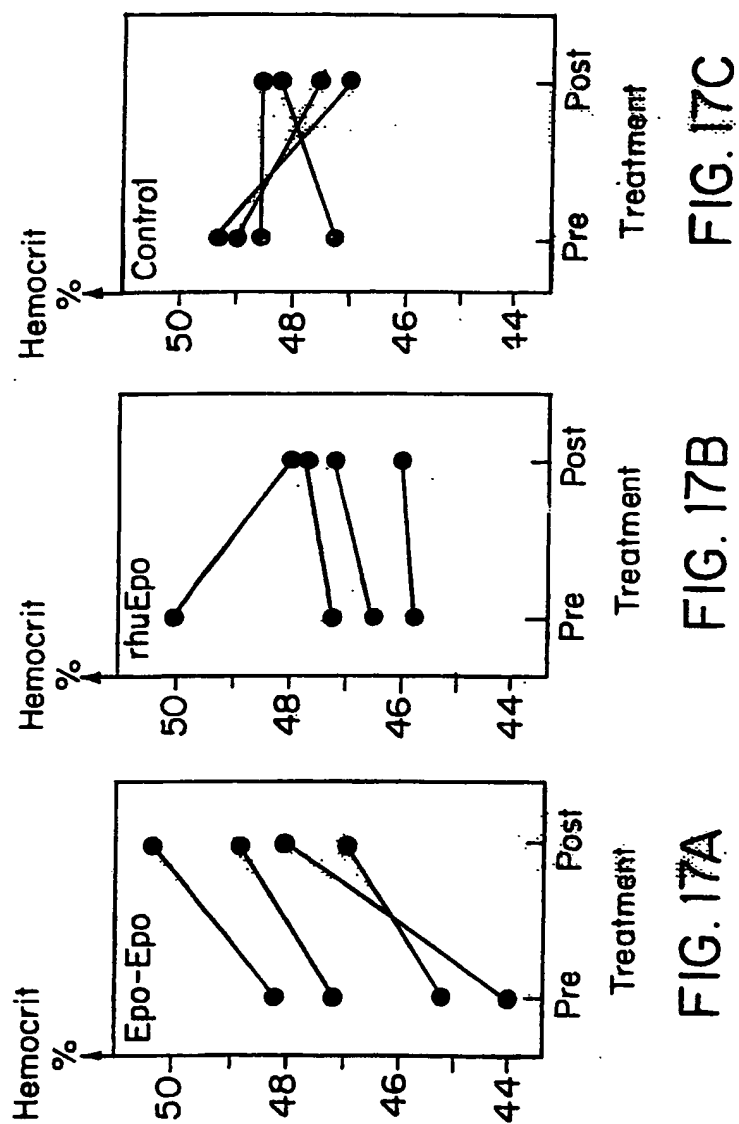 Hemocrit
%
Epo-Epo
50
48
46
44
Pre
Post
Treatment
FIG. 17A
Hemocrit
%
rhuEpo
50
48
46
44
Pre
Post
Treatment
FIG. 17B
Hemocrit
%
Control
50
48
46
44
Pre
Post
Treatment
FIG. 17C